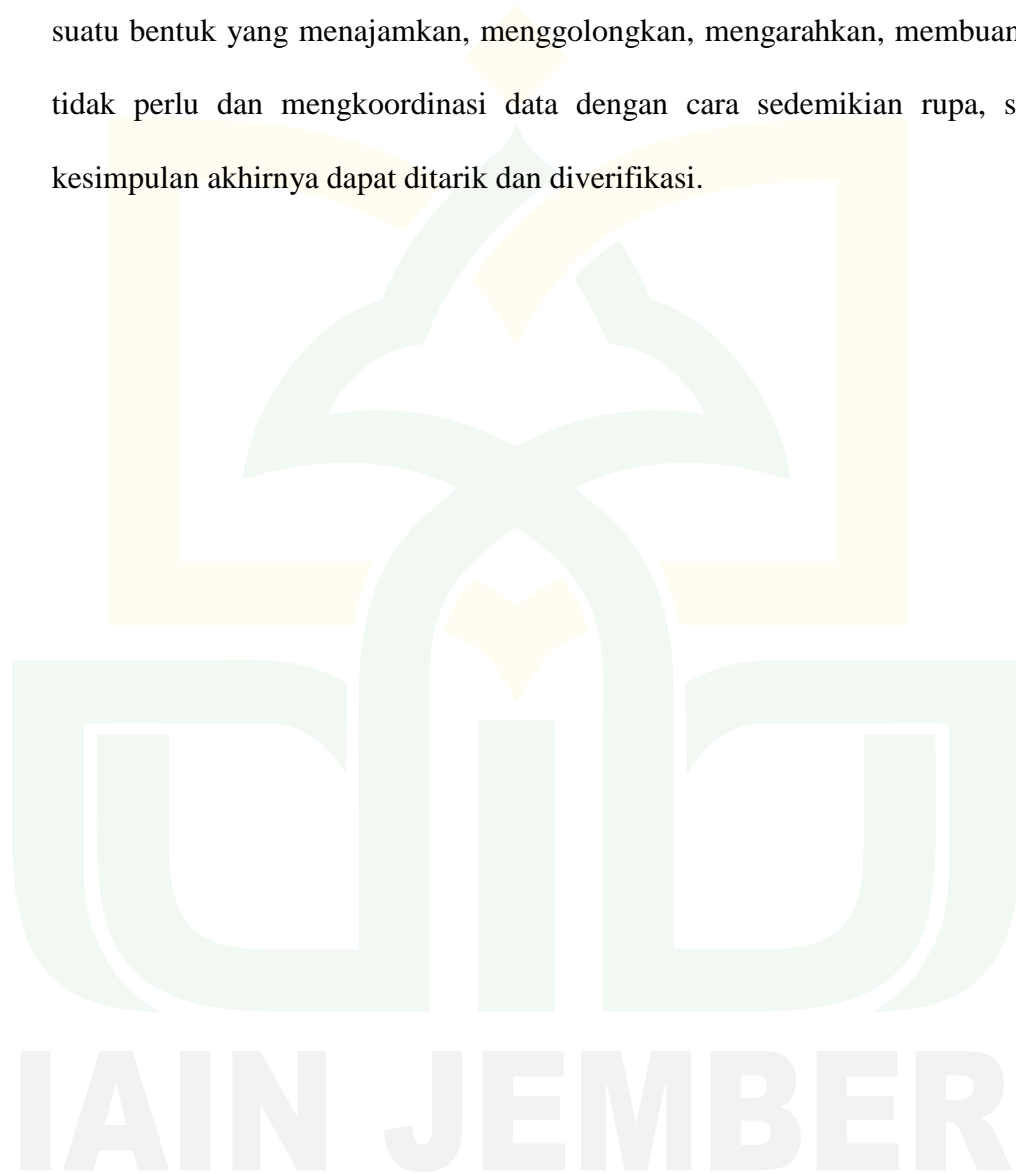 suatu bentuk yang menajamkan, menggolongkan, mengarahkan, membuan
tidak perlu dan mengkoordinasi data dengan cara sedemikian rupa, s
kesimpulan akhirnya dapat ditarik dan diverifikasi.
IAIN JEMBER